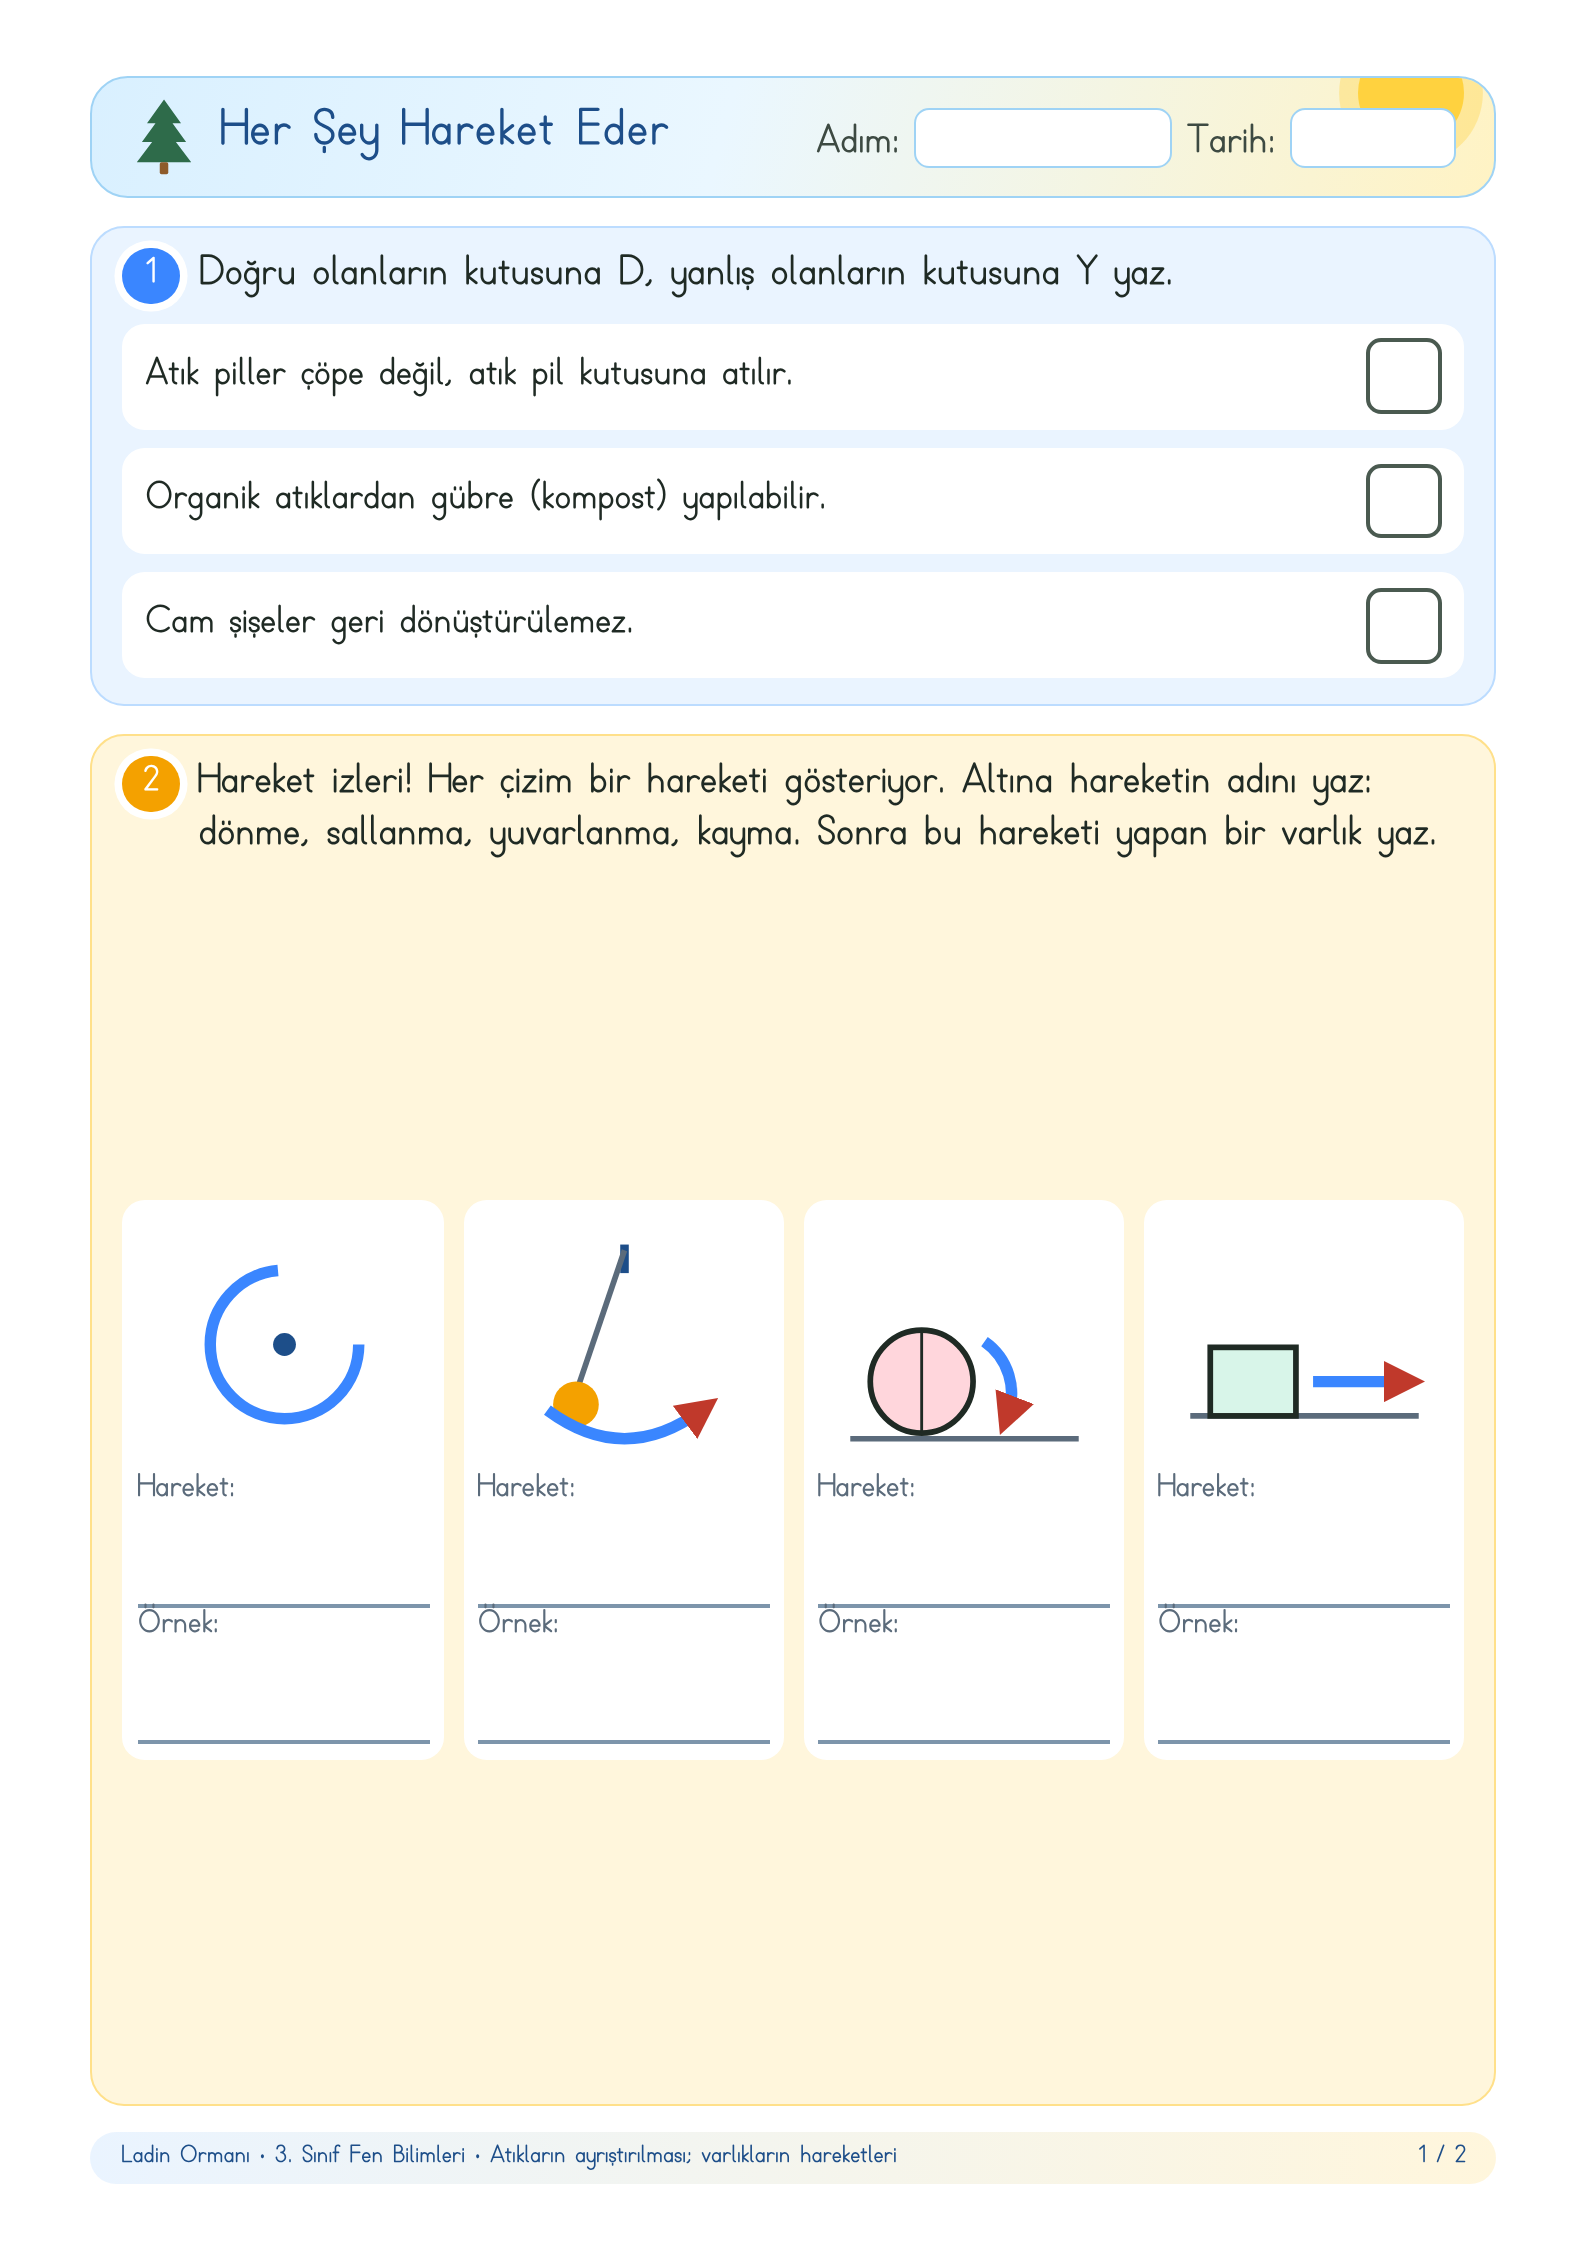 Her Şey Hareket Eder
Adım:
Tarih:
1
Doğru olanların kutusuna D, yanlış olanların kutusuna Y yaz.
Atık piller çöpe değil, atık pil kutusuna atılır.
Organik atıklardan gübre (kompost) yapılabilir.
Cam şişeler geri dönüştürülemez.
2
Hareket izleri! Her çizim bir hareketi gösteriyor. Altına hareketin adını yaz:
dönme, sallanma, yuvarlanma, kayma. Sonra bu hareketi yapan bir varlık yaz.
Hareket:
Örnek:
Hareket:
Örnek:
Hareket:
Örnek:
Hareket:
Örnek:
Ladin Ormanı • 3. Sınıf Fen Bilimleri • Atıkların ayrıştırılması; varlıkların hareketleri
1 / 2